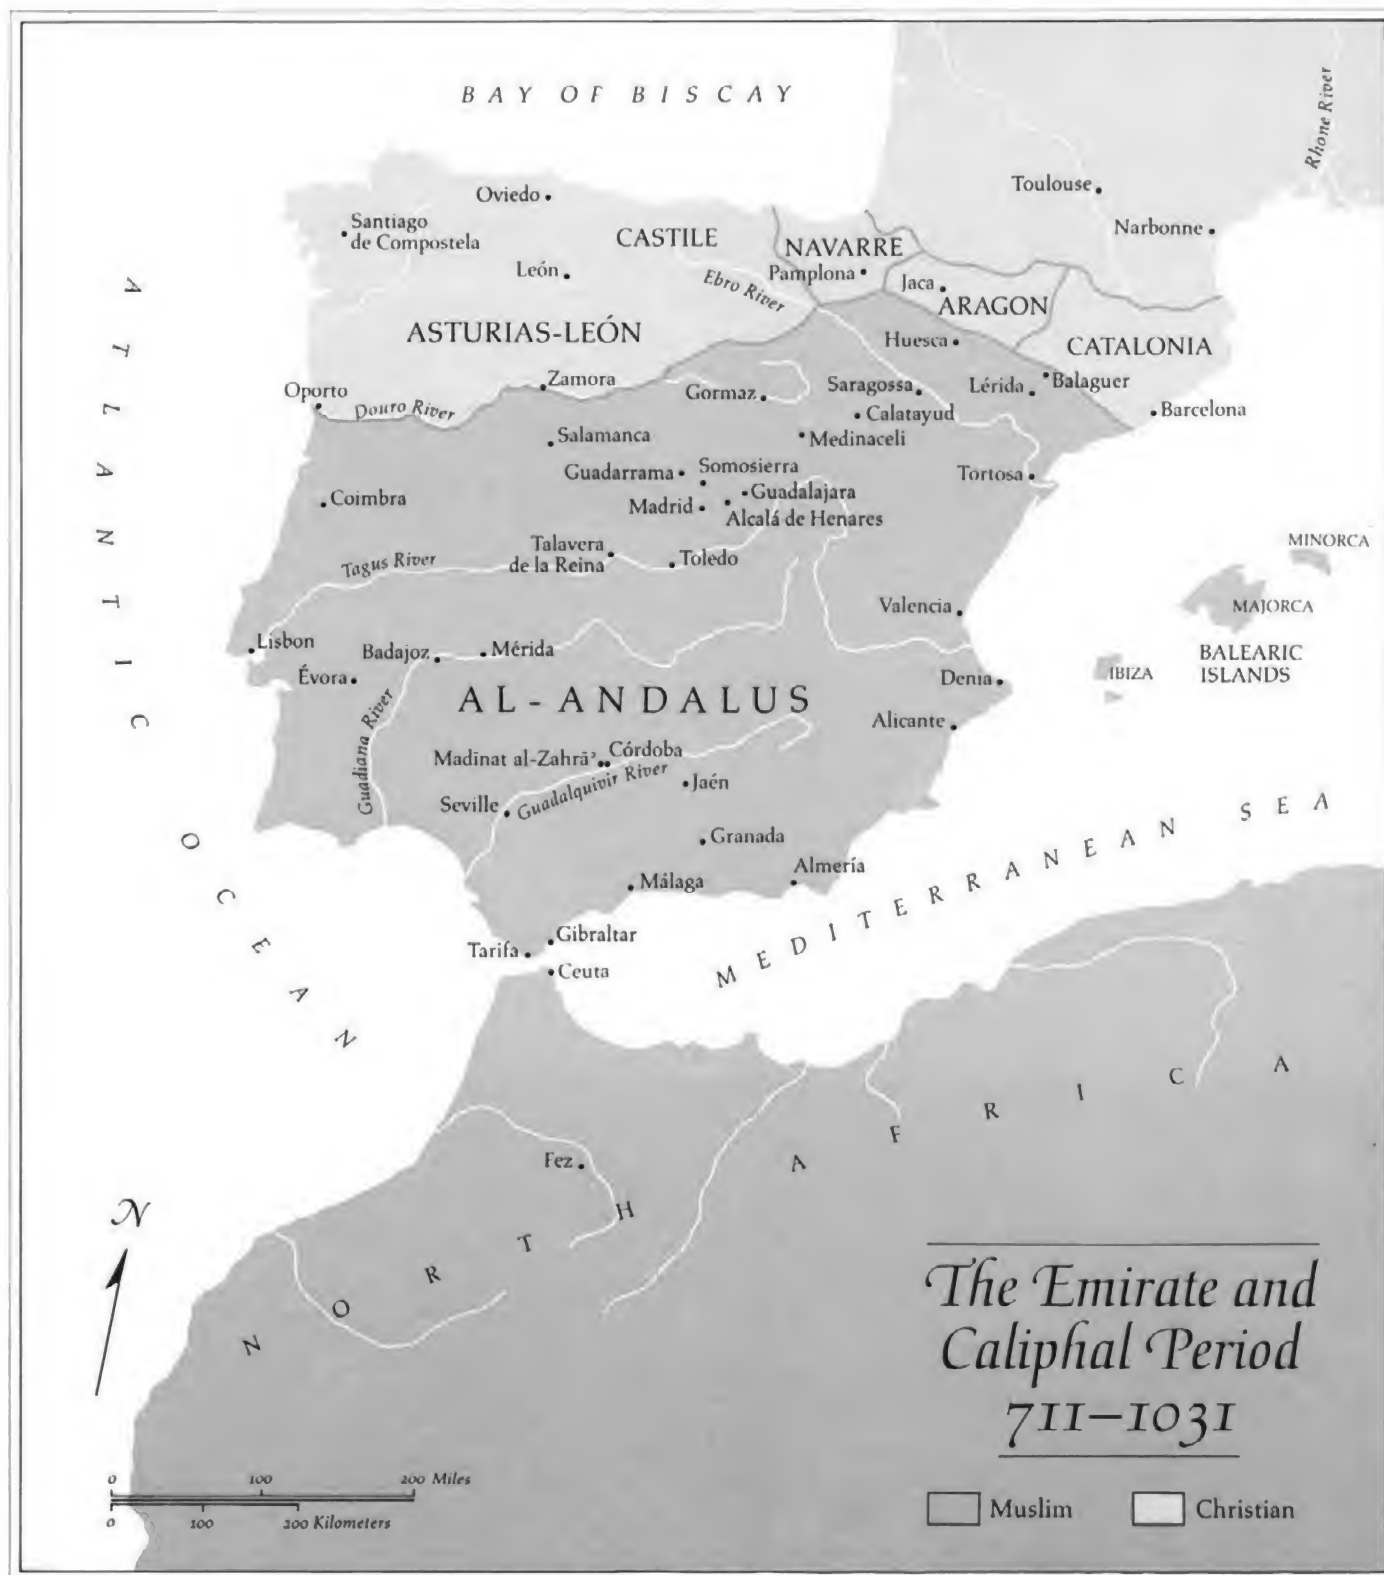 BAY OF BISCAY
Rhone River
Toulouse
Narbonne
Oviedo
Santiago
de Compostela
CASTILE
NAVARRE
Pamplona
León
Ebro River
Jaca
ARAGON
ASTURIAS-LEÓN
Huesca
CATALONIA
Zamora
Oporto
Douro River
Gormaz
Saragossa
Lérida
Balaguer
Calatayud
Barcelona
Salamanca
Medinaceli
Guadarrama
Somosierra
Tortosa
Coimbra
Madrid
Guadalajara
Alcalá de Henares
Talavera
de la Reina
Tagus River
Toledo
MINORCA
Valencia
MAJORCA
Lisbon
Badajoz
Mérida
BALEARIC
ISLANDS
Évora
Denia
IBIZA
AL-ANDALUS
Guadiana River
Alicante
Madīnat al-Zahrāʾ
Córdoba
Guadalquivir River
Jaén
Seville
Granada
Almería
Málaga
Gibraltar
Tarifa
Ceuta
ATLANTIC OCEAN
MEDITERRANEAN SEA
Fez
NORTH AFRICA
N
The Emirate and
Caliphal Period
711–1031
Muslim
Christian
0 100 200 Miles
0 100 200 Kilometers